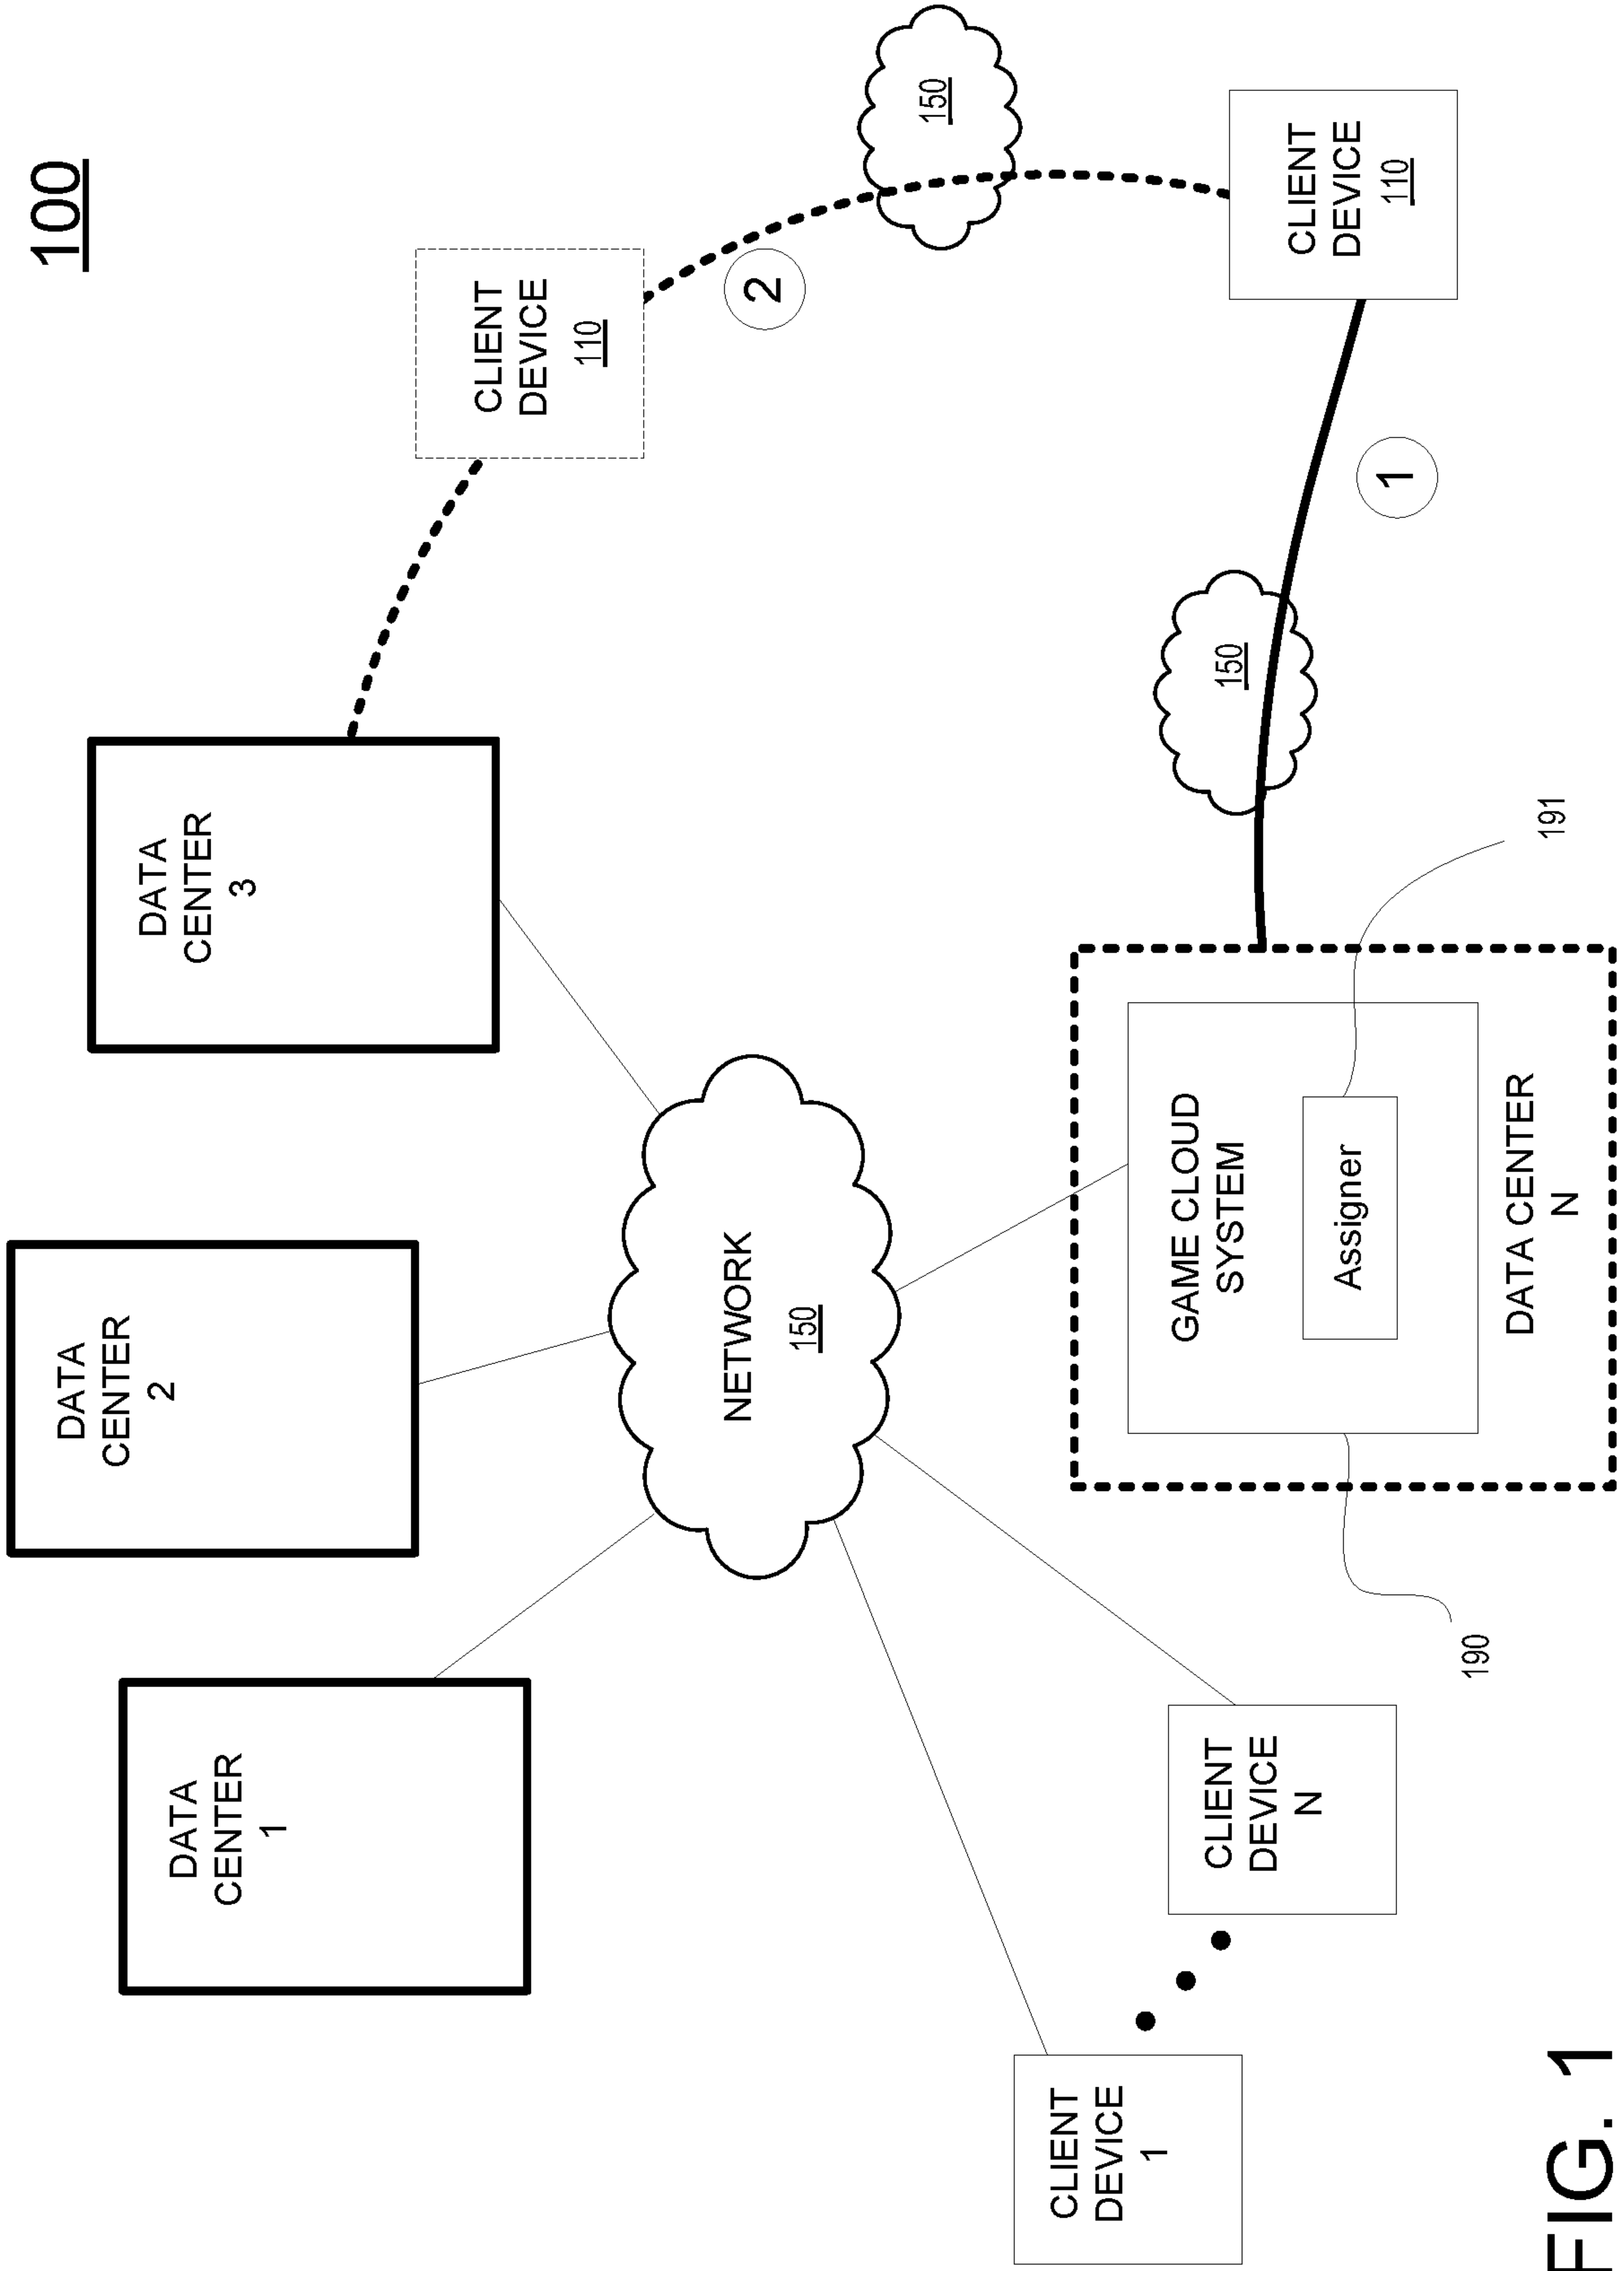 100
DATA
CENTER
1
DATA
CENTER
2
DATA
CENTER
3
CLIENT
DEVICE
110
2
150
NETWORK
150
CLIENT
DEVICE
1
CLIENT
DEVICE
N
GAME CLOUD
SYSTEM
Assigner
DATA CENTER
N
190
191
150
1
CLIENT
DEVICE
110
FIG. 1